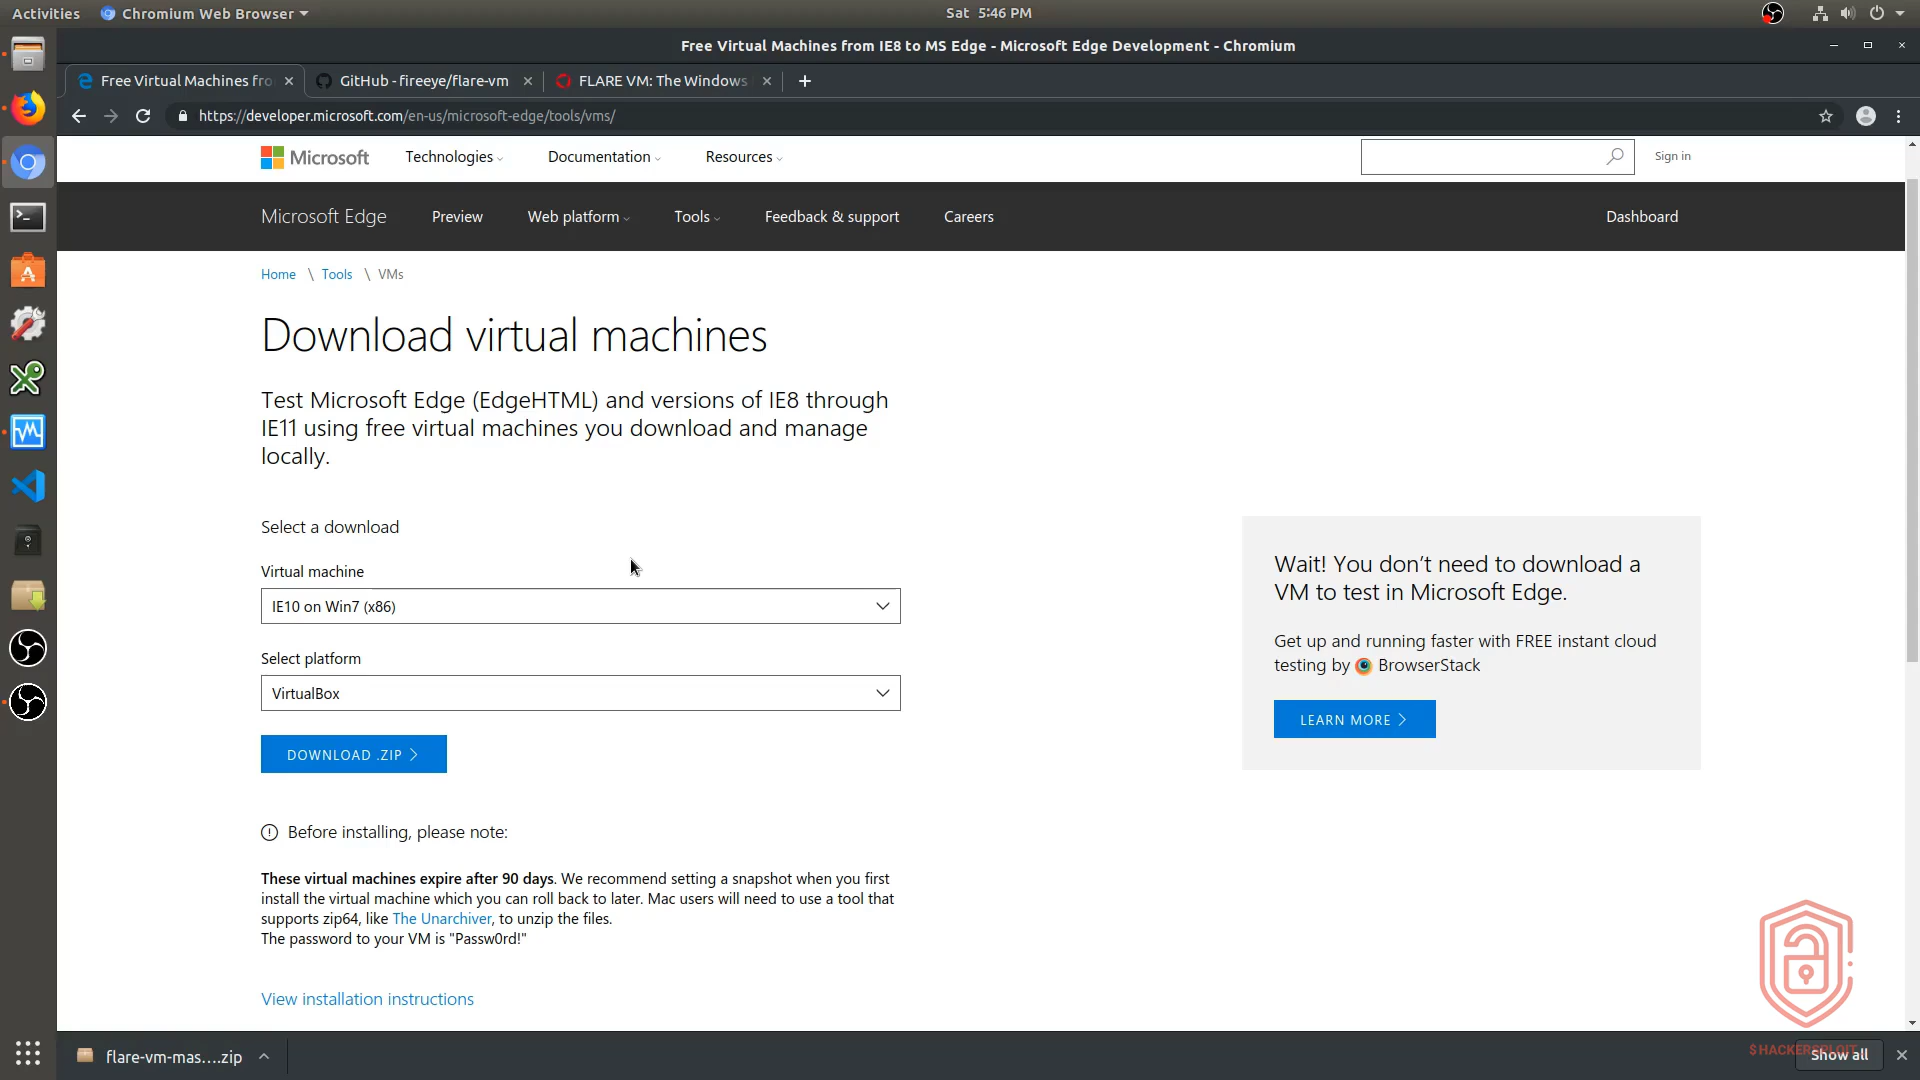 Activities
Chromium Web Browser
Sat 5:46 PM
Free Virtual Machines from IE8 to MS Edge - Microsoft Edge Development - Chromium
Free Virtual Machines fro
GitHub - fireeye/flare-vm
FLARE VM: The Windows
https://developer.microsoft.com/en-us/microsoft-edge/tools/vms/
Microsoft
Technologies
Documentation
Resources
Sign in
Microsoft Edge
Preview
Web platform
Tools
Feedback & support
Careers
Dashboard
Home \ Tools \ VMs
Download virtual machines
Test Microsoft Edge (EdgeHTML) and versions of IE8 through
IE11 using free virtual machines you download and manage
locally.
Select a download
Virtual machine
IE10 on Win7 (x86)
Select platform
VirtualBox
DOWNLOAD .ZIP
Wait! You don’t need to download a
VM to test in Microsoft Edge.
Get up and running faster with FREE instant cloud
testing by BrowserStack
LEARN MORE
Before installing, please note:
These virtual machines expire after 90 days. We recommend setting a snapshot when you first
install the virtual machine which you can roll back to later. Mac users will need to use a tool that
supports zip64, like The Unarchiver, to unzip the files.
The password to your VM is "Passw0rd!"
View installation instructions
flare-vm-mas....zip
$HACKERSPLOIT
Show all